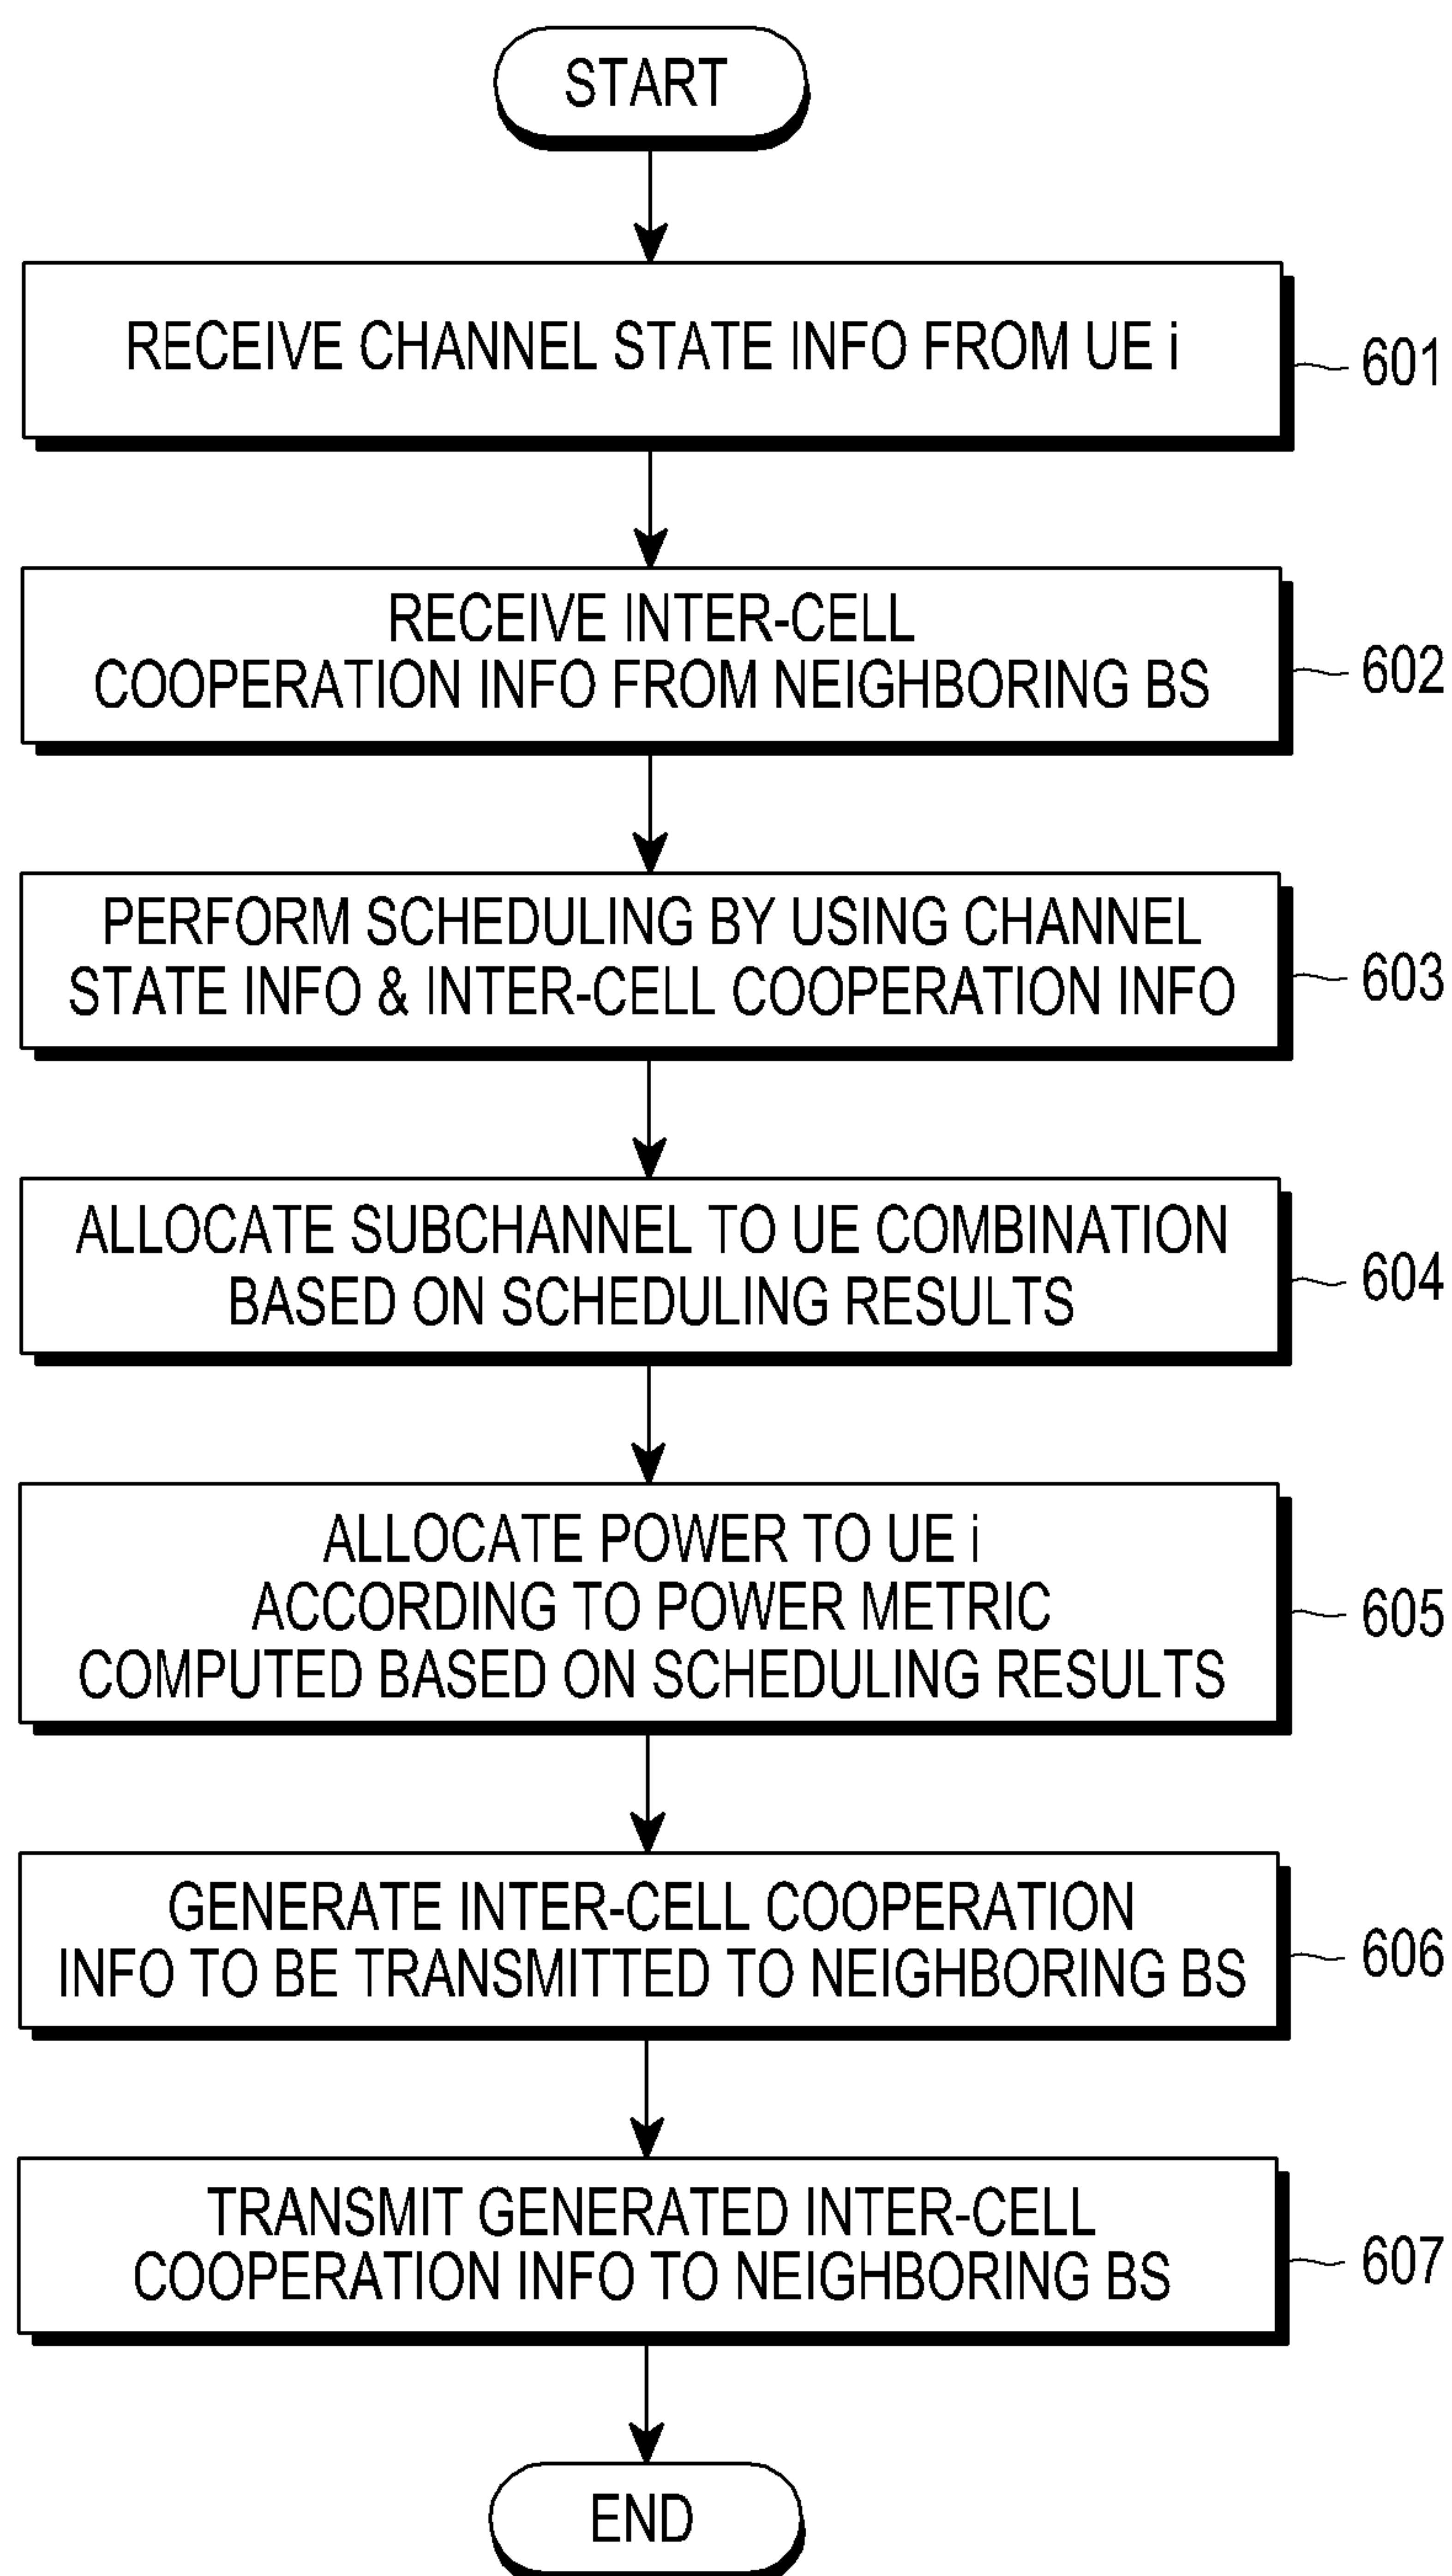 START
RECEIVE CHANNEL STATE INFO FROM UE i
601
RECEIVE INTER-CELL
COOPERATION INFO FROM NEIGHBORING BS
602
PERFORM SCHEDULING BY USING CHANNEL
STATE INFO & INTER-CELL COOPERATION INFO
603
ALLOCATE SUBCHANNEL TO UE COMBINATION
BASED ON SCHEDULING RESULTS
604
ALLOCATE POWER TO UE i
ACCORDING TO POWER METRIC
COMPUTED BASED ON SCHEDULING RESULTS
605
GENERATE INTER-CELL COOPERATION
INFO TO BE TRANSMITTED TO NEIGHBORING BS
606
TRANSMIT GENERATED INTER-CELL
COOPERATION INFO TO NEIGHBORING BS
607
END